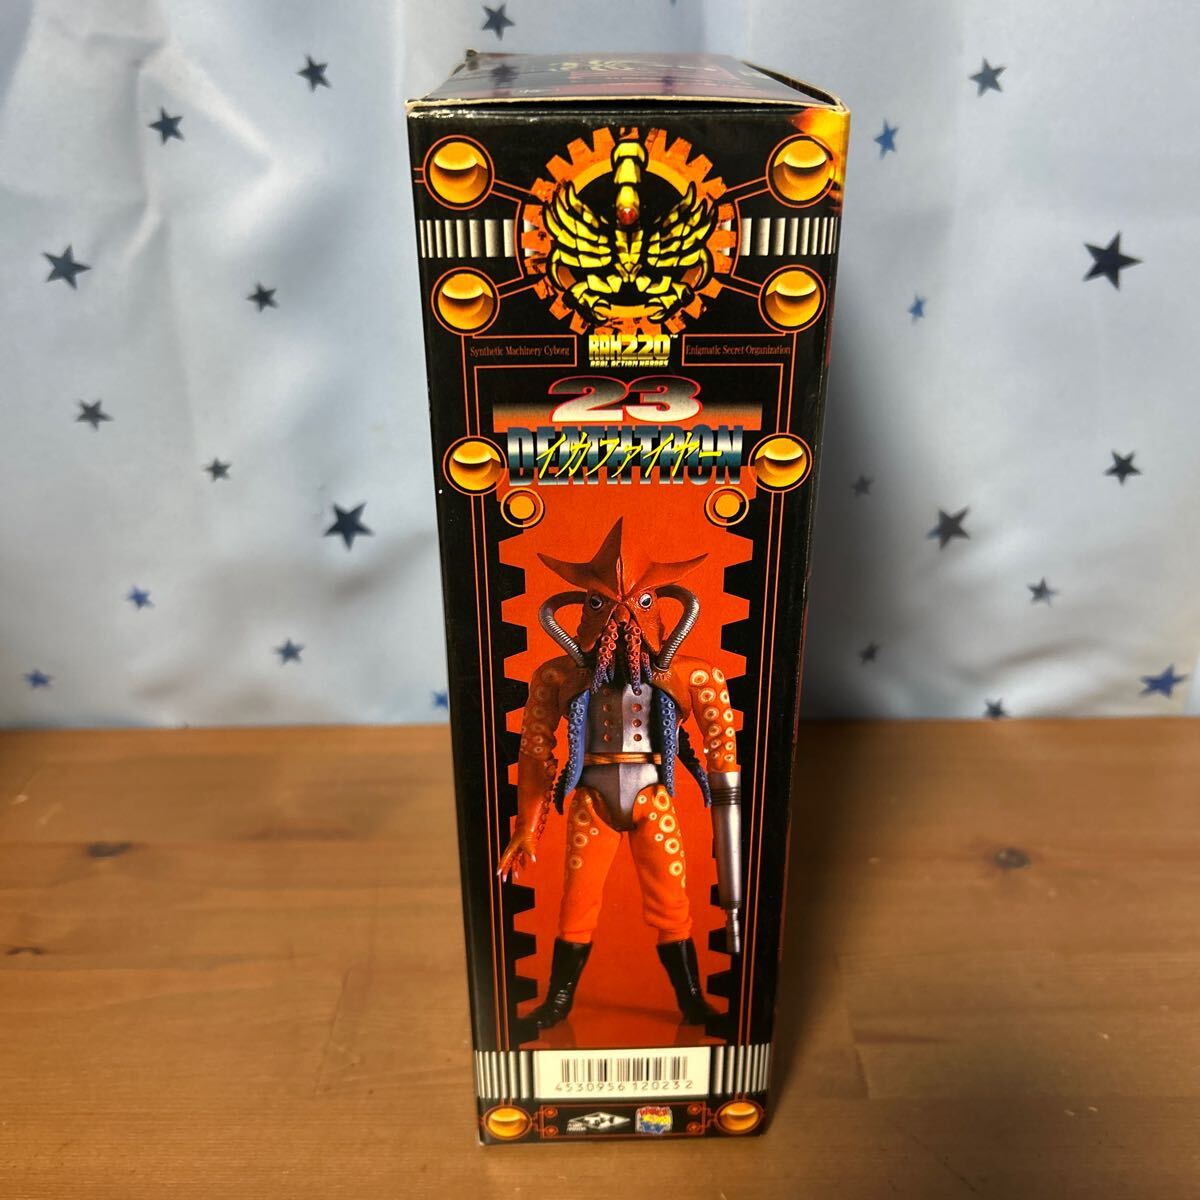 RAH220™
REAL ACTION HEROES
Synthetic Machinery Cyborg
Enigmatic Secret Organization
23
DEATHTRON
イカファイヤー
4530956120232